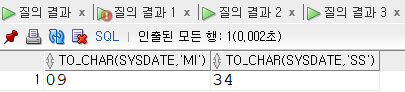 질의 결과 × 질의 결과 1 × 질의 결과 2 × 질의 결과 3 ×
SQL | 인출된 모든 행: 1(0,002초)
TO_CHAR(SYSDATE,'MI') TO_CHAR(SYSDATE,'SS')
1 09 34